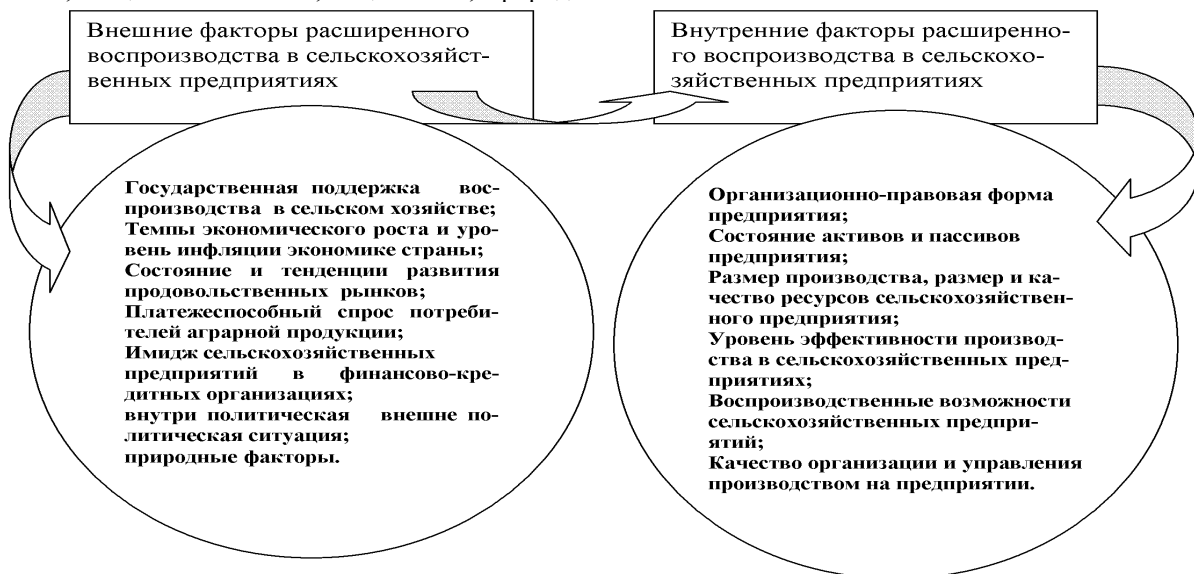 Внешние факторы расширенного
воспроизводства в сельскохозяйст-
венных предприятиях
Внутренние факторы расширенно-
го воспроизводства в сельскохо-
зяйственных предприятиях
Государственная поддержка вос-
производства в сельском хозяйстве;
Темпы экономического роста и уро-
вень инфляции экономике страны;
Состояние и тенденции развития
продовольственных рынков;
Платежеспособный спрос потреби-
телей аграрной продукции;
Имидж сельскохозяйственных
предприятий в финансово-кре-
дитных организациях;
внутри политическая внешне по-
литическая ситуация;
природные факторы.
Организационно-правовая форма
предприятия;
Состояние активов и пассивов
предприятия;
Размер производства, размер и ка-
чество ресурсов сельскохозяйствен-
ного предприятия;
Уровень эффективности производ-
ства в сельскохозяйственных пред-
приятиях;
Воспроизводственные возможности
сельскохозяйственных предпри-
ятий;
Качество организации и управления
производством на предприятии.